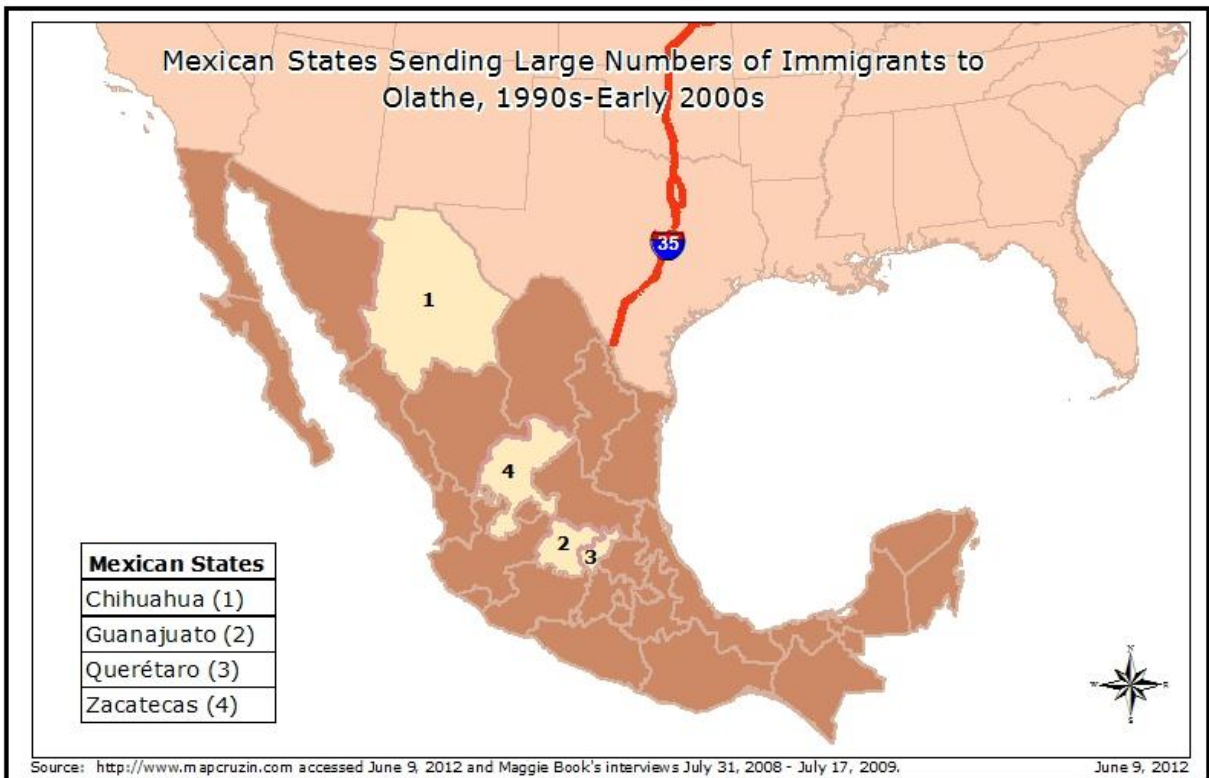 Mexican States Sending Large Numbers of Immigrants to
Olathe, 1990s-Early 2000s
35
1
4
2
3
Mexican States
Chihuahua (1)
Guanajuato (2)
Querétaro (3)
Zacatecas (4)
N
W
E
S
Source: http://www.mapcruzin.com accessed June 9, 2012 and Maggie Book's interviews July 31, 2008 - July 17, 2009.
June 9, 2012